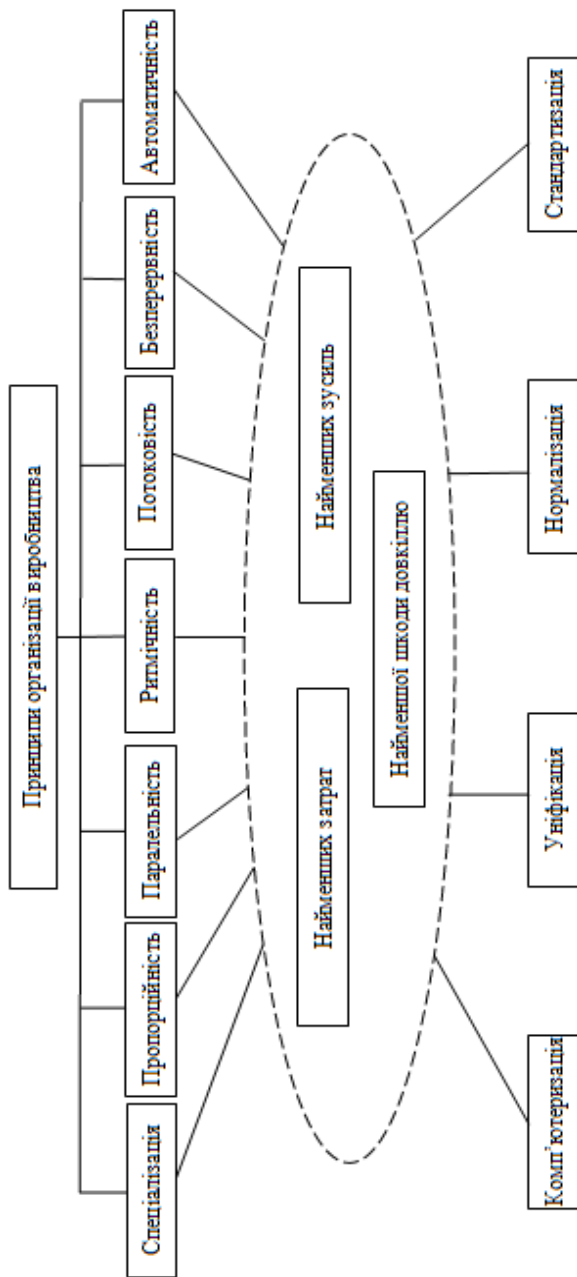 Принципи організації виробництва
Спеціалізація
Пропорційність
Паралельність
Ритмічність
Потоковість
Безперервність
Автоматичність
Найменших затрат
Найменших зусиль
Найменшої шкоди довкіллю
Комп'ютеризація
Уніфікація
Нормалізація
Стандартизація